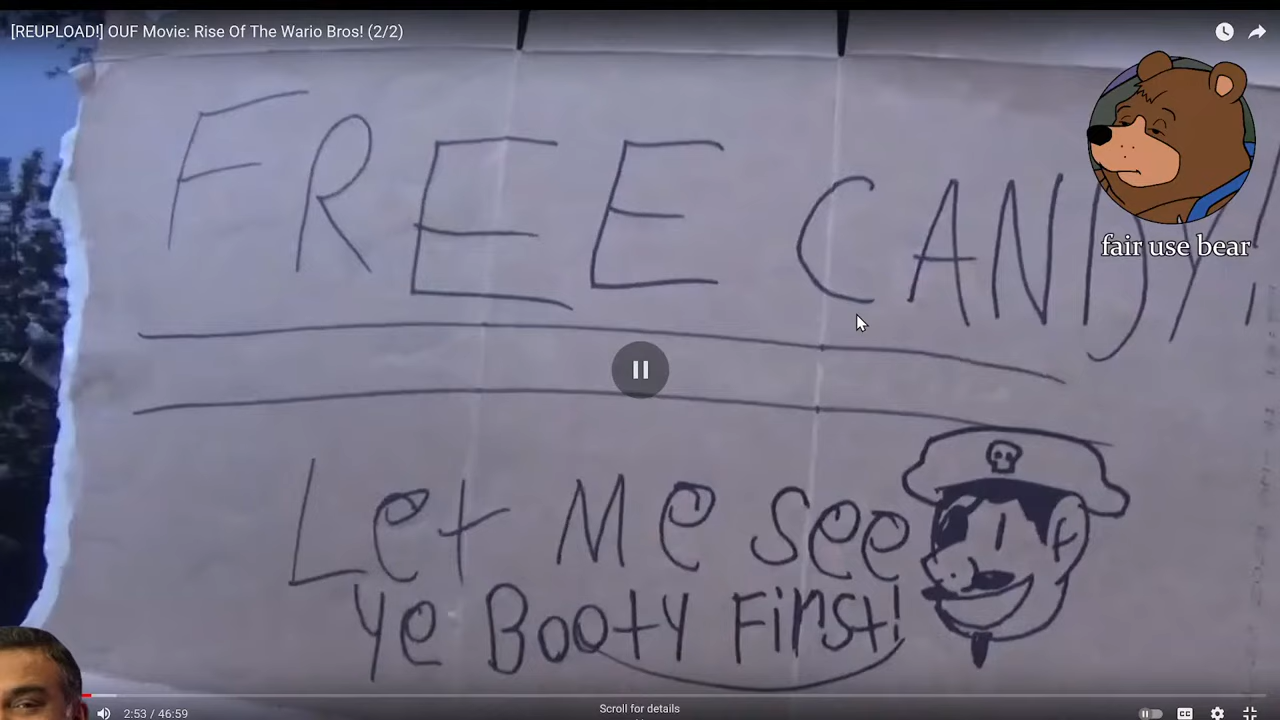 [REUPLOAD!] OUF Movie: Rise Of The Wario Bros! (2/2)
FREE CANDY!
fair use bear
Let Me See
Ye Booty First!
Scroll for details
2:53 / 46:59
CC